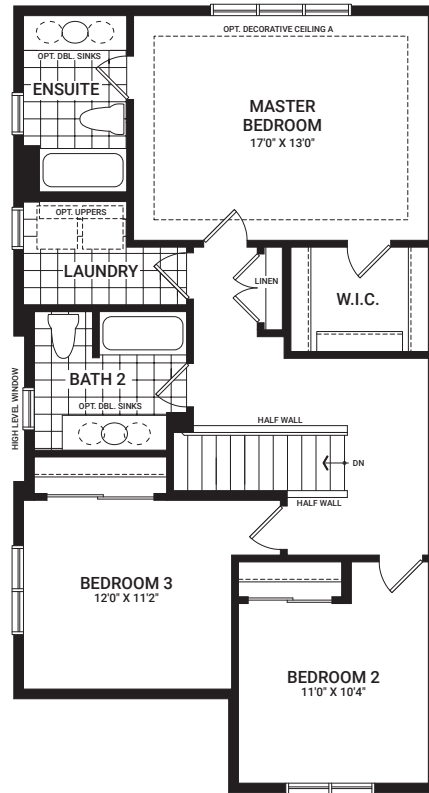 OPT. DECORATIVE CEILING A
OPT. DBL. SINKS
ENSUITE
MASTER
BEDROOM
17'0" X 13'0"
OPT. UPPERS
LAUNDRY
LINEN
W.I.C.
HIGH LEVEL WINDOW
BATH 2
OPT. DBL. SINKS
HALF WALL
DN
HALF WALL
BEDROOM 3
12'0" X 11'2"
BEDROOM 2
11'0" X 10'4"